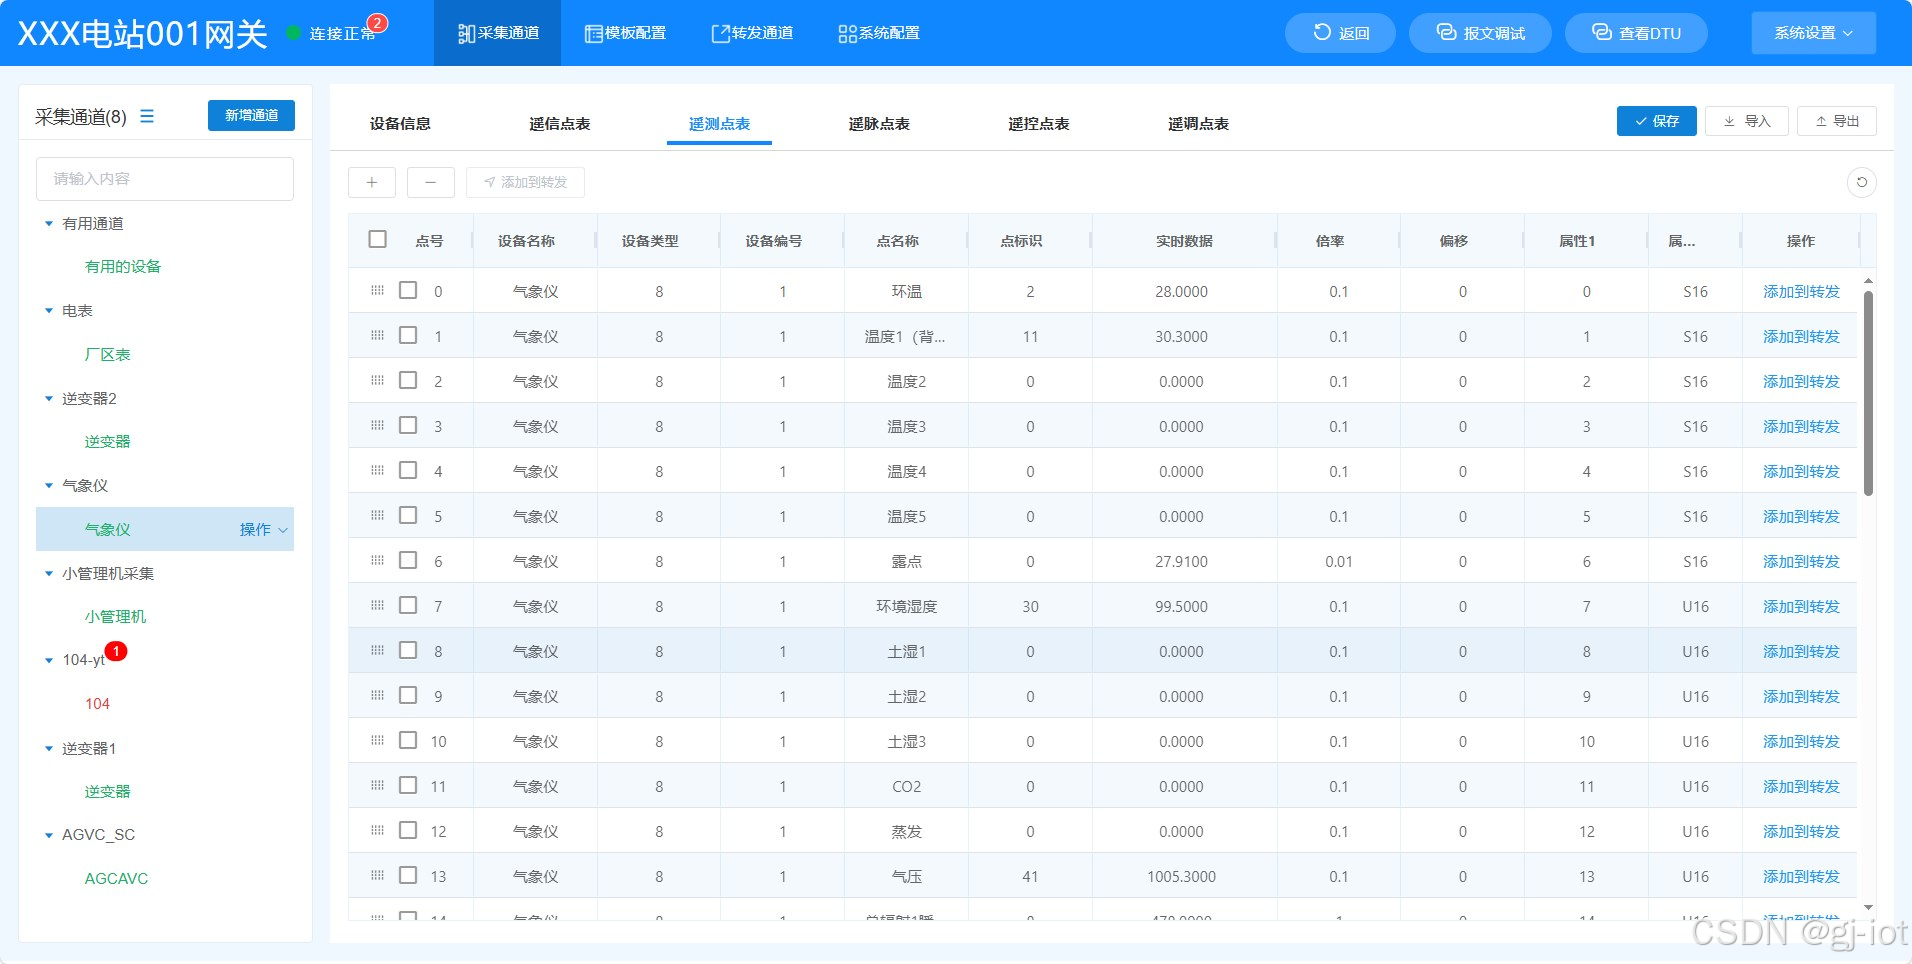 XXX电站001网关 连接正常 2 采集通道 模板配置 转发通道 系统配置 返回 报文调试 查看DTU 系统设置
采集通道(8) 新增通道
请输入内容
有用通道
有用的设备
电表
厂区表
逆变器2
逆变器
气象仪
气象仪 操作
小管理机采集
小管理机
104-yt 1
104
逆变器1
逆变器
AGVC_SC
AGCAVC
设备信息 遥信点表 遥测点表 遥脉点表 遥控点表 遥调点表 保存 导入 导出
添加到转发
点号 设备名称 设备类型 设备编号 点名称 点标识 实时数据 倍率 偏移 属性1 属... 操作
0 气象仪 8 1 环温 2 28.0000 0.1 0 0 S16 添加到转发
1 气象仪 8 1 温度1（背... 11 30.3000 0.1 0 1 S16 添加到转发
2 气象仪 8 1 温度2 0 0.0000 0.1 0 2 S16 添加到转发
3 气象仪 8 1 温度3 0 0.0000 0.1 0 3 S16 添加到转发
4 气象仪 8 1 温度4 0 0.0000 0.1 0 4 S16 添加到转发
5 气象仪 8 1 温度5 0 0.0000 0.1 0 5 S16 添加到转发
6 气象仪 8 1 露点 0 27.9100 0.01 0 6 S16 添加到转发
7 气象仪 8 1 环境湿度 30 99.5000 0.1 0 7 U16 添加到转发
8 气象仪 8 1 土湿1 0 0.0000 0.1 0 8 U16 添加到转发
9 气象仪 8 1 土湿2 0 0.0000 0.1 0 9 U16 添加到转发
10 气象仪 8 1 土湿3 0 0.0000 0.1 0 10 U16 添加到转发
11 气象仪 8 1 CO2 0 0.0000 0.1 0 11 U16 添加到转发
12 气象仪 8 1 蒸发 0 0.0000 0.1 0 12 U16 添加到转发
13 气象仪 8 1 气压 41 1005.3000 0.1 0 13 U16 添加到转发
14 气象仪 8 1 1 0 14 U16 添加到转发
CSDN @gj-iot